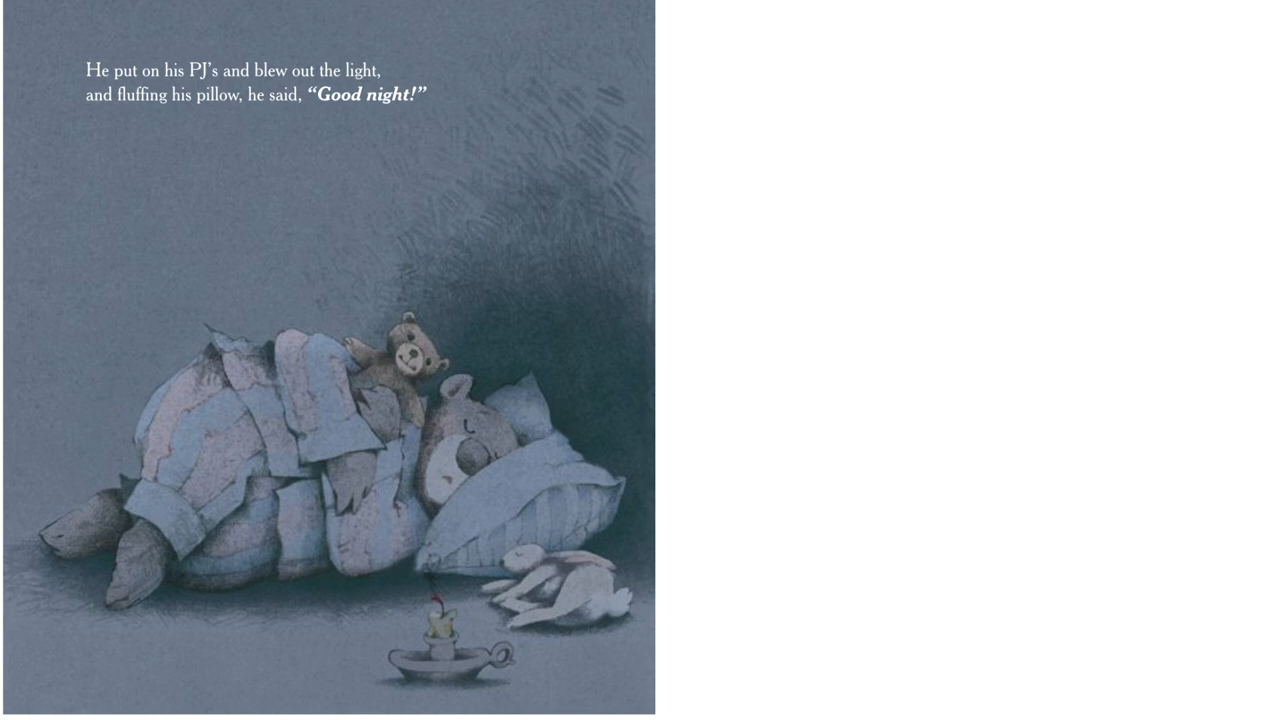 He put on his PJ's and blew out the light,
and fluffing his pillow, he said, “Good night!”